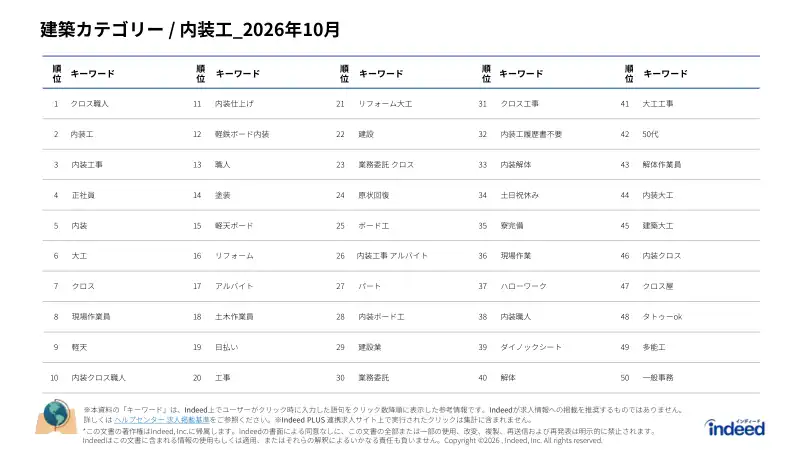 建築カテゴリー / 内装工_2026年10月
順位 キーワード 順位 キーワード 順位 キーワード 順位 キーワード 順位 キーワード
1 クロス職人 11 内装仕上げ 21 リフォーム大工 31 クロス工事 41 大工工事
2 内装工 12 軽鉄ボード内装 22 建設 32 内装工履歴書不要 42 50代
3 内装工事 13 職人 23 業務委託 クロス 33 内装解体 43 解体作業員
4 正社員 14 塗装 24 原状回復 34 土日祝休み 44 内装大工
5 内装 15 軽天ボード 25 ボード工 35 寮完備 45 建築大工
6 大工 16 リフォーム 26 内装工事 アルバイト 36 現場作業 46 内装クロス
7 クロス 17 アルバイト 27 パート 37 ハローワーク 47 クロス屋
8 現場作業員 18 土木作業員 28 内装ボード工 38 内装職人 48 タトゥーok
9 軽天 19 日払い 29 建設業 39 ダイノックシート 49 多能工
10 内装クロス職人 20 工事 30 業務委託 40 解体 50 一般事務
※本資料の「キーワード」は、Indeed上でユーザーがクリック時に入力した語句をクリック数降順に表示した参考情報です。Indeedが求人情報への掲載を推奨するものではありません。
詳しくは ヘルプセンター 求人掲載基準をご参照ください。※Indeed PLUS 連携求人サイト上で実行されたクリックは集計に含まれません。
*この文書の著作権はIndeed, Inc.に帰属します。Indeedの書面による同意なしに、この文書の全部または一部の使用、改変、複製、再送信および再発表は明示的に禁止されます。
Indeedはこの文書に含まれる情報の使用もしくは適用、またはそれらの解釈によるいかなる責任も負いません。Copyright ©2026 , Indeed, Inc. All rights reserved.
インディード
indeed